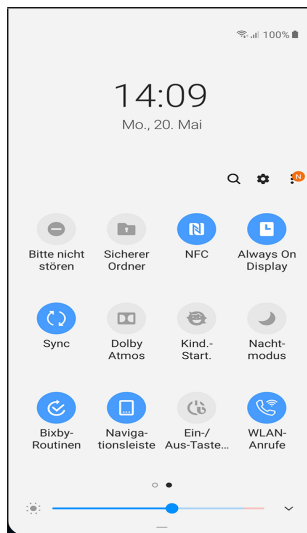 100%
14:09
Mo., 20. Mai
N
Bitte nicht
stören
Sicherer
Ordner
NFC
Always On
Display
Sync
Dolby
Atmos
Kind.-
Start.
Nacht-
modus
Bixby-
Routinen
Naviga-
tionsleiste
Ein-/
Aus-Taste...
WLAN-
Anrufe